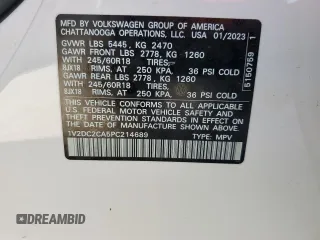 MFD BY VOLKSWAGEN GROUP OF AMERICA
CHATTANOOGA OPERATIONS, LLC. USA 01/2023
GVWR LBS 5445, KG 2470
GAWR FRONT LBS 2778, KG 1260
WITH 245/60R18 TIRES,
8JX18 RIMS, AT 250 KPA, 36 PSI COLD
GAWR REAR LBS 2778, KG 1260
WITH 245/60R18 TIRES,
8JX18 RIMS, AT 250 KPA, 36 PSI COLD
THIS VEHICLE CONFORMS TO ALL APPLICABLE
U.S. FEDERAL MOTOR VEHICLE SAFETY AND
THEFT PREVENTION STANDARDS IN EFFECT ON
THE DATE OF MANUFACTURE SHOWN ABOVE.
1V2DC2CA5PC214689 TYPE: MPV
5150759 1
DREAMBID